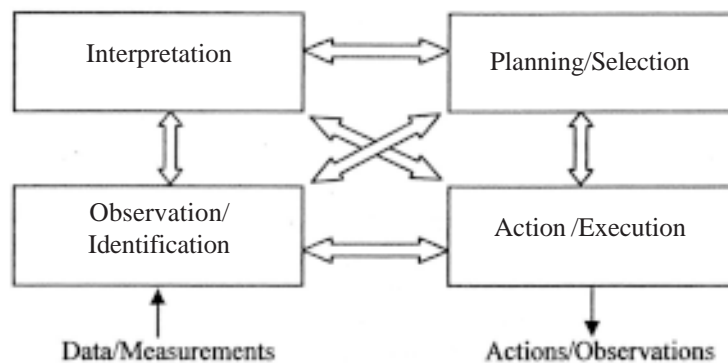 Interpretation
Planning/Selection
Observation/
Identification
Action /Execution
Data/Measurements
Actions/Observations